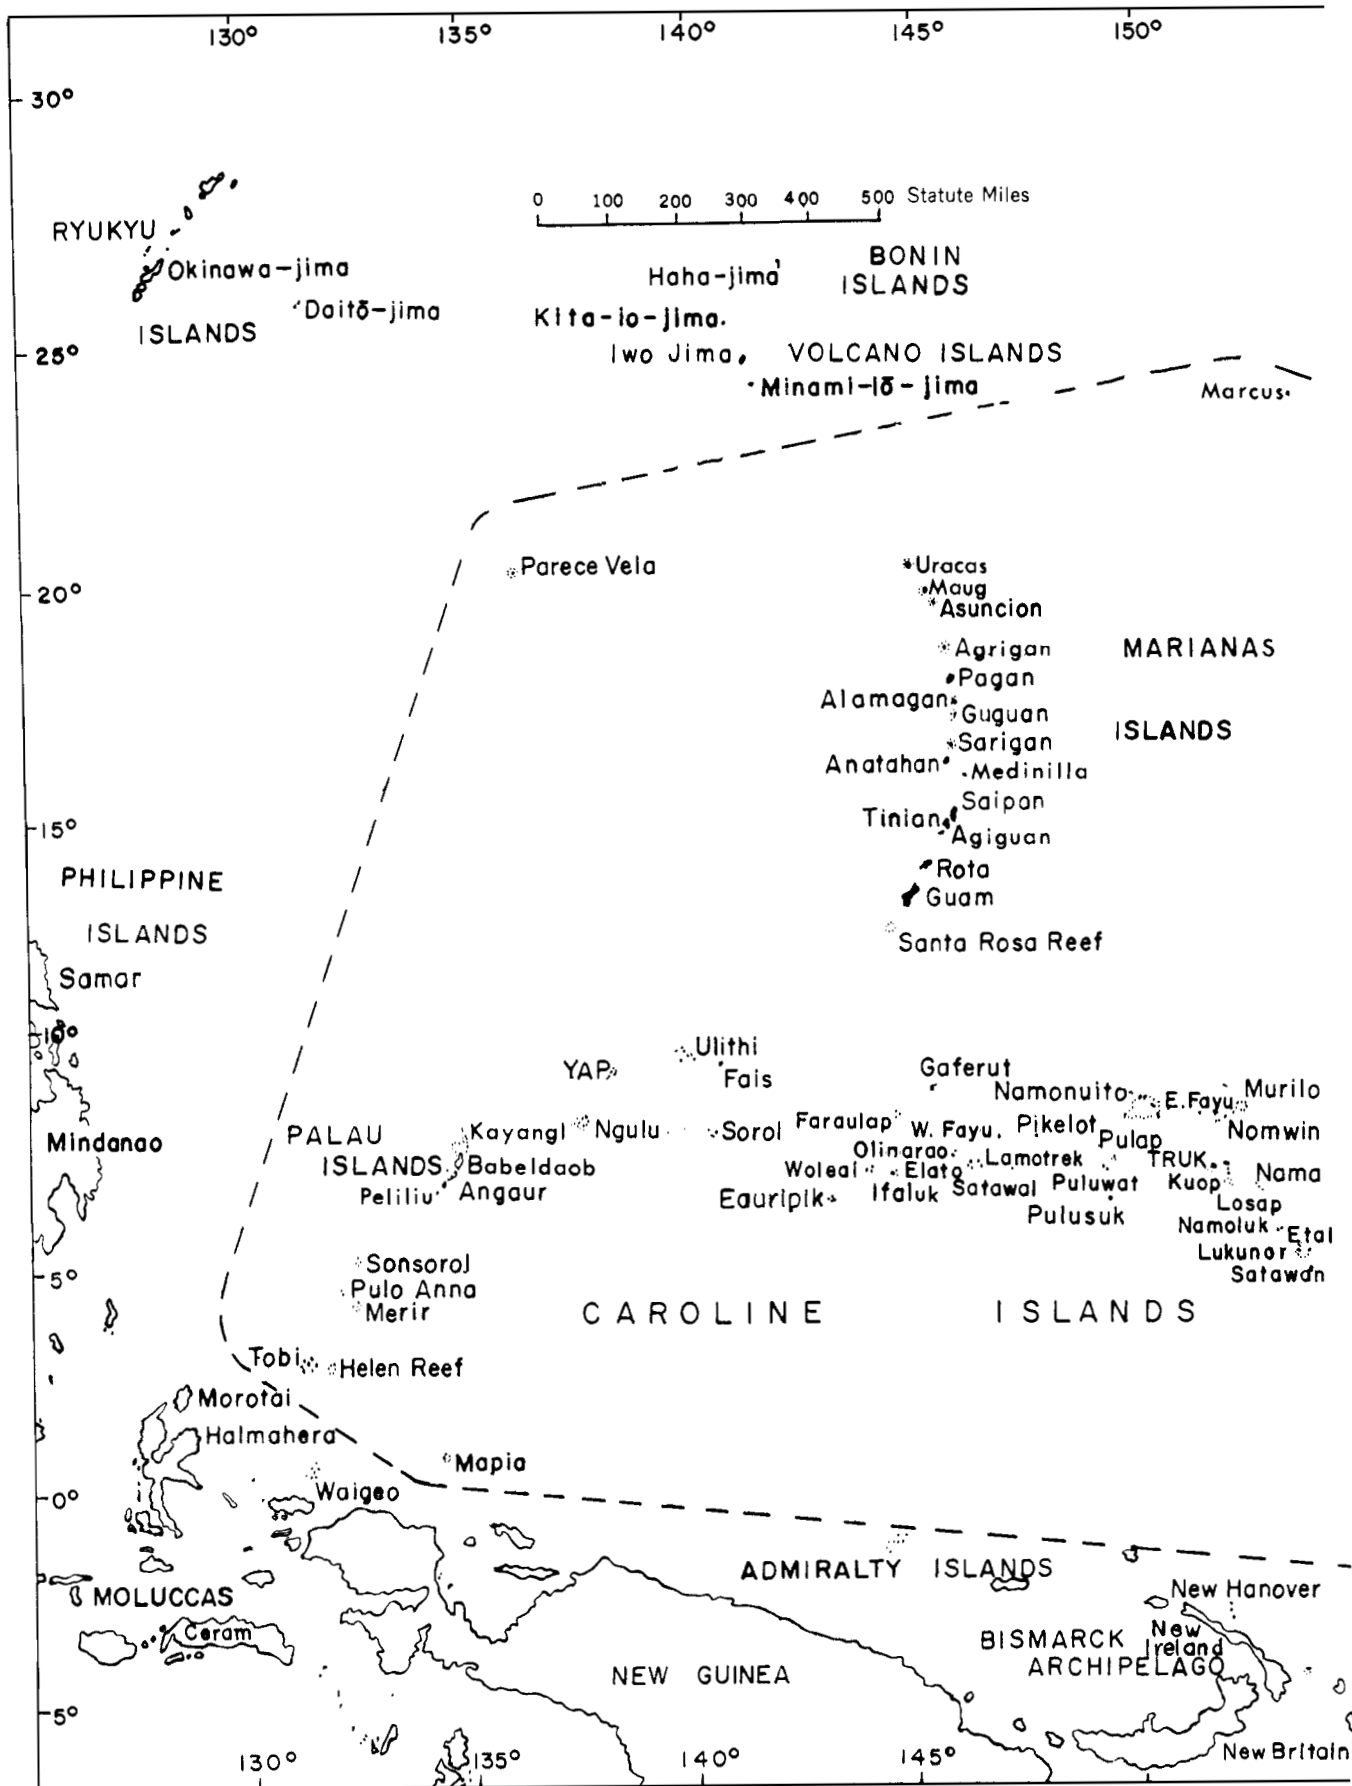 130° 135° 140° 145° 150°
30°
0 100 200 300 400 500 Statute Miles
RYUKYU
BONIN
Okinawa-jima
Haha-jima
ISLANDS
Daitō-jima
Kita-io-jima
ISLANDS
25°
Iwo Jima
VOLCANO ISLANDS
Minami-iō-jima
Marcus
Parece Vela
Uracas
20°
Maug
Asuncion
Agrigan
MARIANAS
Pagan
Alamagan
Guguan
ISLANDS
Sarigan
Anatahan
Medinilla
Saipan
Tinian
15°
Agiguan
Rota
PHILIPPINE
Guam
ISLANDS
Santa Rosa Reef
Samar
10°
Ulithi
YAP
Fais
Gaferut
Namonuito
E. Fayu
Murilo
Faraulap
W. Fayu.
Pikelot
Nomwin
PALAU
Kayangl
Ngulu
Sorol
Pulap
Mindanao
Olinarao
Lamotrek
TRUK
ISLANDS
Babeldaob
Woleai
Elato
Nama
Peliliu
Angaur
Eauripik
Ifaluk
Satawal
Puluwat
Kuop
Losap
Pulusuk
Namoluk
Etal
Lukunor
Satawan
Sonsorol
5°
Pulo Anna
Merir
CAROLINE ISLANDS
Tobi
Helen Reef
Morotai
Halmahera
Mapia
Waigeo
0°
ADMIRALTY ISLANDS
MOLUCCAS
New Hanover
Ceram
BISMARCK
New
Ireland
ARCHIPELAGO
NEW GUINEA
5°
New Britain
130° 135° 140° 145°